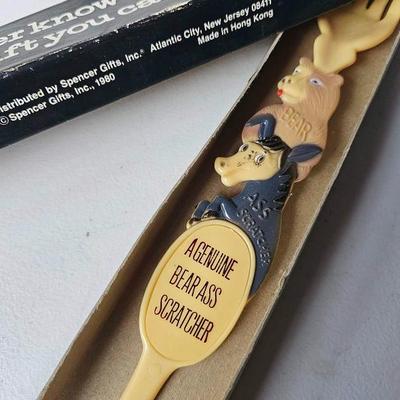 er know
ft you ca
distributed by Spencer Gifts, Inc.® Atlantic City, New Jersey 08411
© Spencer Gifts, Inc., 1980
Made in Hong Kong
BEAR
ASS
SCRATCHER
A GENUINE
BEAR ASS
SCRATCHER